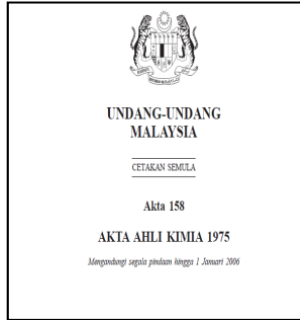 UNDANG-UNDANG
MALAYSIA
CETAKAN SEMULA
Akta 158
AKTA AHLI KIMIA 1975
Mengandungi segala pindaan hingga 1 Januari 2006